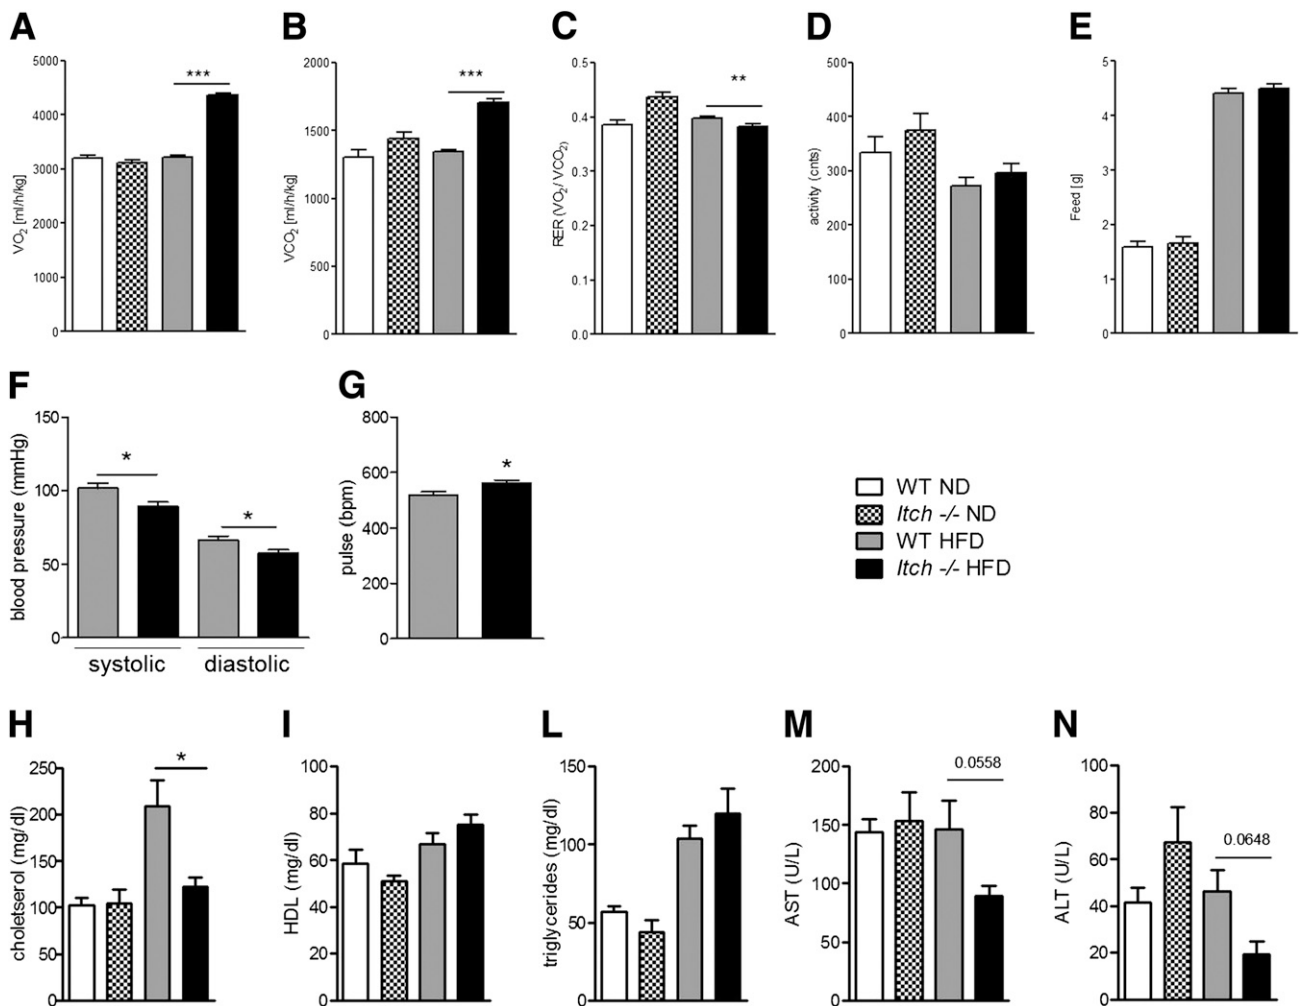 A
B
C
D
E
5000
4000
3000
2000
1000
0
VO2 [ml/h/kg]
***
2000
1500
1000
500
0
VCO2 [ml/h/kg]
***
0.5
0.4
0.3
0.2
0.1
0.0
RER (VO2/ VCO2)
**
500
400
300
200
100
0
activity (cnts)
5
4
3
2
1
0
Feed [g]
F
G
150
100
50
0
blood pressure (mmHg)
*
*
systolic
diastolic
800
600
400
200
0
pulse (bpm)
*
WT ND
Itch -/- ND
WT HFD
Itch -/- HFD
H
I
L
M
N
250
200
150
100
50
0
choletserol (mg/dl)
*
100
80
60
40
20
0
HDL (mg/dl)
150
100
50
0
triglycerides (mg/dl)
200
150
100
50
0
AST (U/L)
0.0558
100
80
60
40
20
0
ALT (U/L)
0.0648